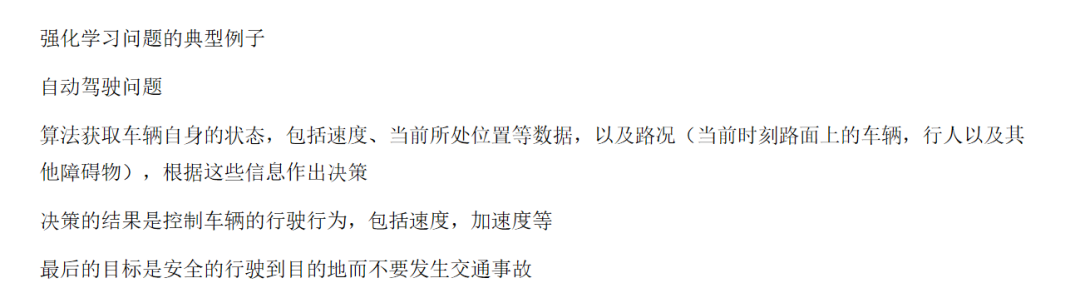 强化学习问题的典型例子
自动驾驶问题
算法获取车辆自身的状态，包括速度、当前所处位置等数据，以及路况（当前时刻路面上的车辆，行人以及其
他障碍物），根据这些信息作出决策
决策的结果是控制车辆的行驶行为，包括速度，加速度等
最后的目标是安全的行驶到目的地而不要发生交通事故